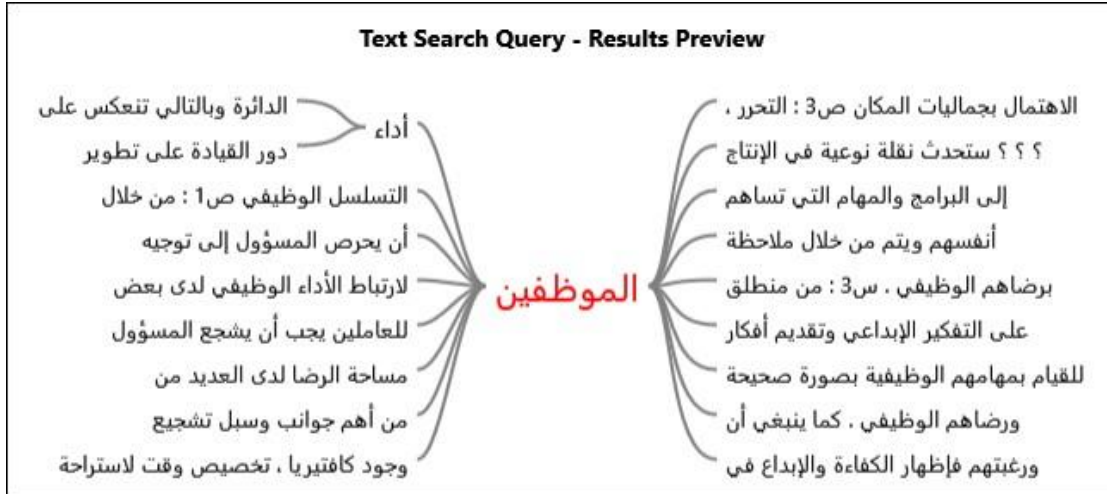 Text Search Query - Results Preview
الدائرة وبالتالي تنعكس على
دور القيادة على تطوير
أداء
التسلسل الوظيفي ص1 : من خلال
أن يحرص المسؤول إلى توجيه
لارتباط الأداء الوظيفي لدى بعض
للعاملين يجب أن يشجع المسؤول
مساحة الرضا لدى العديد من
من أهم جوانب وسبل تشجيع
وجود كافتيريا ، تخصيص وقت لاستراحة
الموظفين
الاهتمال بجماليات المكان ص3 : التحرر ،
؟ ؟ ؟ ستحدث نقلة نوعية في الإنتاج
إلى البرامج والمهام التي تساهم
أنفسهم ويتم من خلال ملاحظة
برضاهم الوظيفي . س3 : من منطلق
على التفكير الإبداعي وتقديم أفكار
للقيام بمهامهم الوظيفية بصورة صحيحة
ورضاهم الوظيفي . كما ينبغي أن
ورغبتهم فإظهار الكفاءة والإبداع في